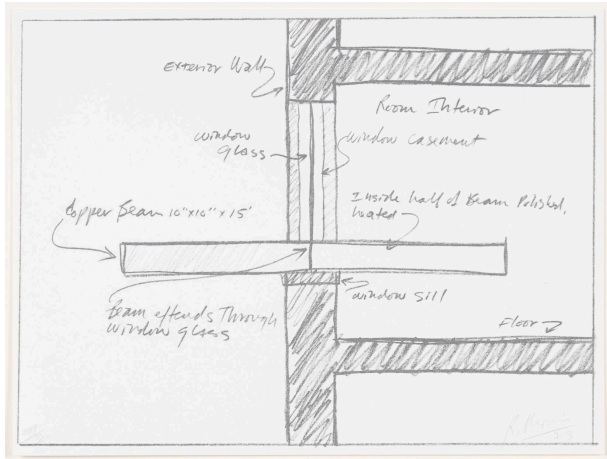 Exterior Wall
Room Interior
window
glass
window casement
Copper Beam 10"x10" x 15'
Inside half of Beam Polished,
heated
Beam extends Through
window glass
window sill
Floor